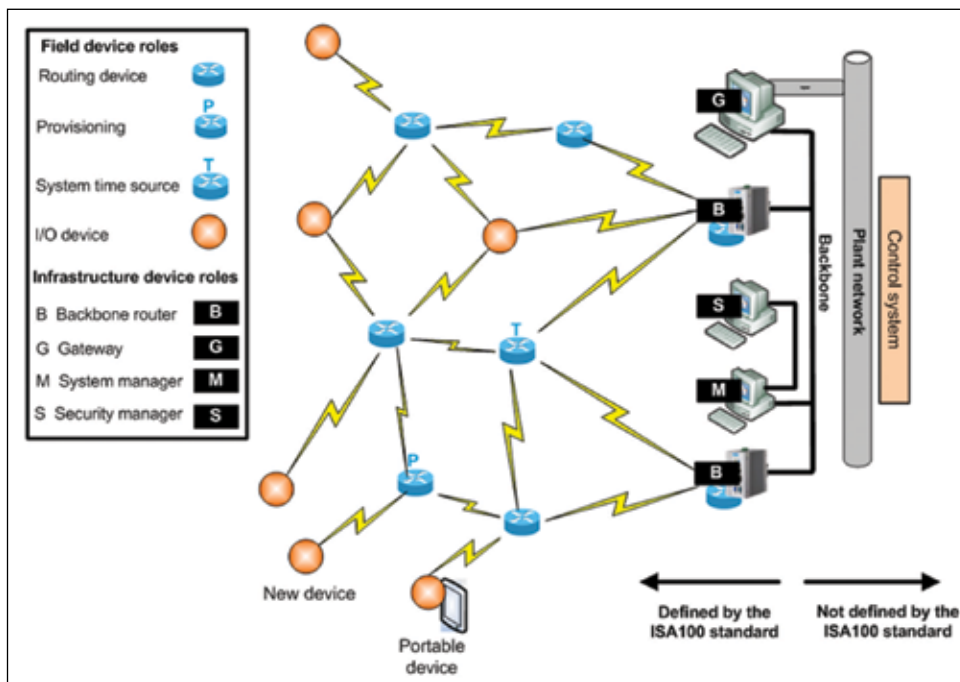 Field device roles
Routing device
P
Provisioning
T
System time source
I/O device
Infrastructure device roles
B Backbone router B
G Gateway G
M System manager M
S Security manager S
G
B
S
M
B
T
P
New device
Portable
device
Backbone
Plant network
Control system
Defined by the
ISA100 standard
Not defined by the
ISA100 standard